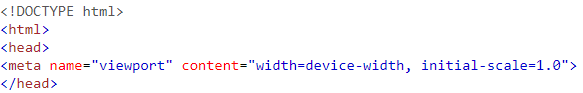 <!DOCTYPE html>
<html>
<head>
<meta name="viewport" content="width=device-width, initial-scale=1.0">
</head>